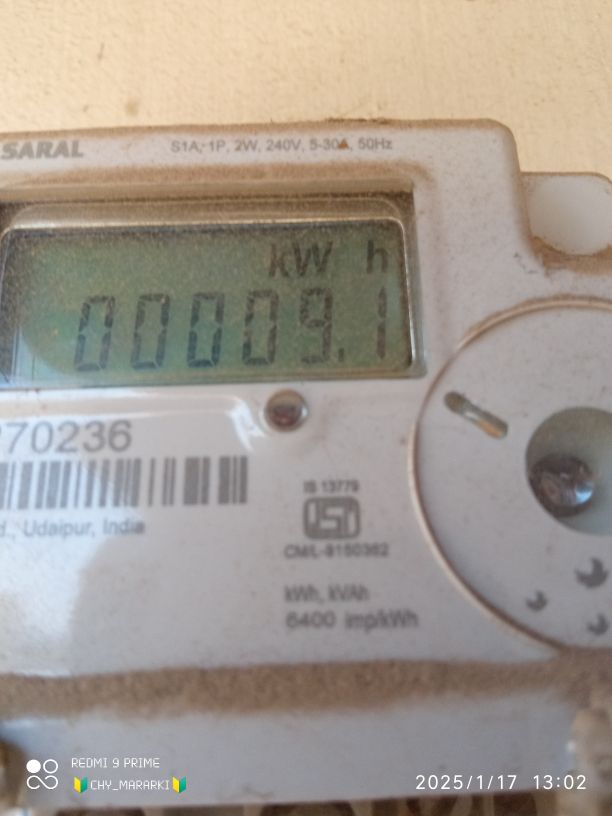 SARAL
S1A, 1P, 2W, 240V, 5-30A, 50Hz
kW h
00009.1
70236
d., Udaipur, India
IS 13779
ISI
CM/L-9150362
kWh, kVAh
6400 imp/kWh
REDMI 9 PRIME
🔰CHY_MARARKI🔰
2025/1/17 13:02